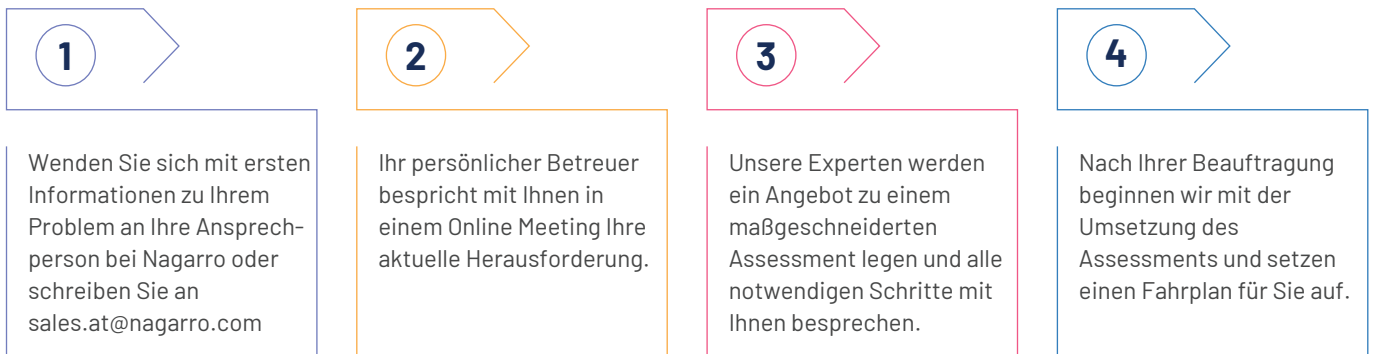 1
Wenden Sie sich mit ersten
Informationen zu Ihrem
Problem an Ihre Ansprech-
person bei Nagarro oder
schreiben Sie an
sales.at@nagarro.com
2
Ihr persönlicher Betreuer
bespricht mit Ihnen in
einem Online Meeting Ihre
aktuelle Herausforderung.
3
Unsere Experten werden
ein Angebot zu einem
maßgeschneiderten
Assessment legen und alle
notwendigen Schritte mit
Ihnen besprechen.
4
Nach Ihrer Beauftragung
beginnen wir mit der
Umsetzung des
Assessments und setzen
einen Fahrplan für Sie auf.